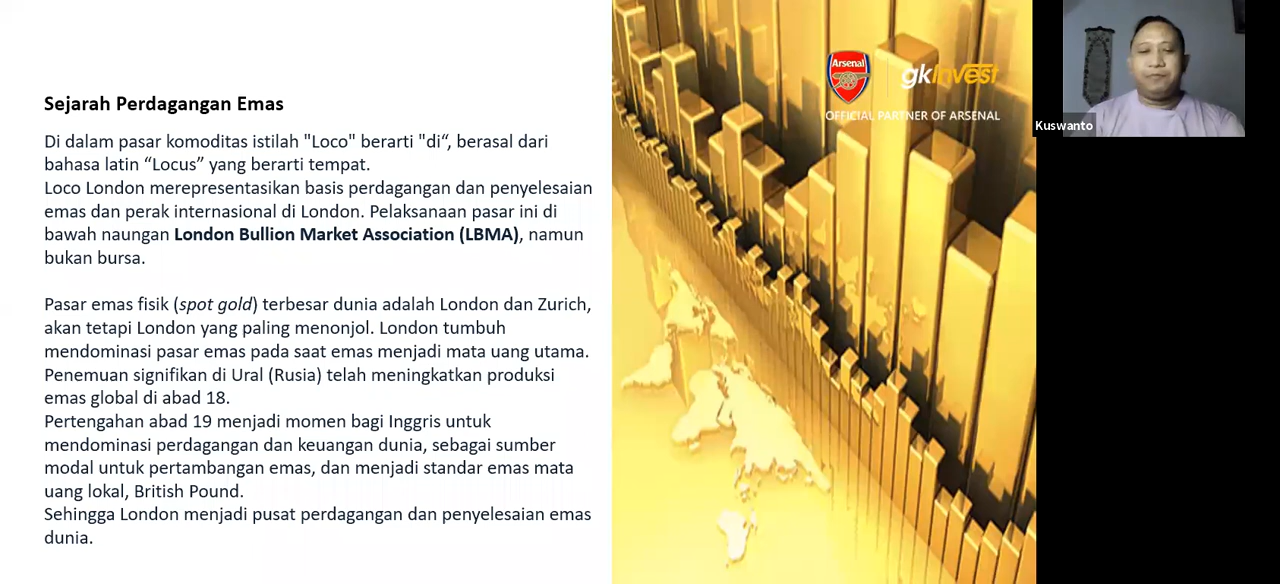 Sejarah Perdagangan Emas
Di dalam pasar komoditas istilah "Loco" berarti "di“, berasal dari
bahasa latin “Locus” yang berarti tempat.
Loco London merepresentasikan basis perdagangan dan penyelesaian
emas dan perak internasional di London. Pelaksanaan pasar ini di
bawah naungan London Bullion Market Association (LBMA), namun
bukan bursa.
Pasar emas fisik (spot gold) terbesar dunia adalah London dan Zurich,
akan tetapi London yang paling menonjol. London tumbuh
mendominasi pasar emas pada saat emas menjadi mata uang utama.
Penemuan signifikan di Ural (Rusia) telah meningkatkan produksi
emas global di abad 18.
Pertengahan abad 19 menjadi momen bagi Inggris untuk
mendominasi perdagangan dan keuangan dunia, sebagai sumber
modal untuk pertambangan emas, dan menjadi standar emas mata
uang lokal, British Pound.
Sehingga London menjadi pusat perdagangan dan penyelesaian emas
dunia.
Arsenal
gkinvest
OFFICIAL PARTNER OF ARSENAL
Kuswanto